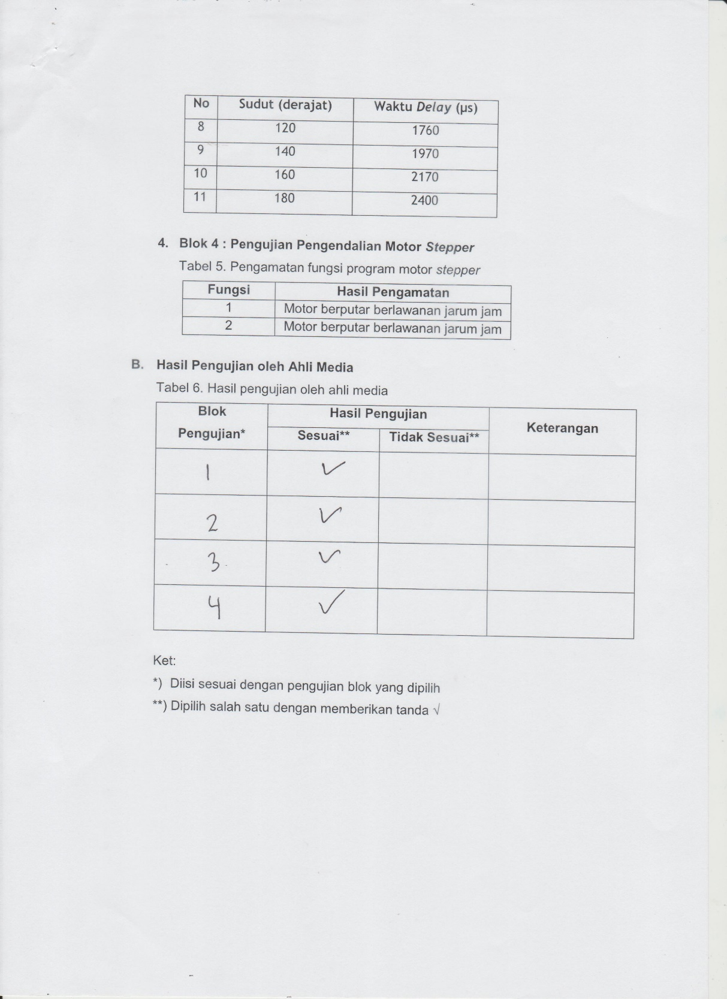 No Sudut (derajat) Waktu Delay (µs)
8 120 1760
9 140 1970
10 160 2170
11 180 2400
4. Blok 4 : Pengujian Pengendalian Motor Stepper
Tabel 5. Pengamatan fungsi program motor stepper
Fungsi Hasil Pengamatan
1 Motor berputar berlawanan jarum jam
2 Motor berputar berlawanan jarum jam
B. Hasil Pengujian oleh Ahli Media
Tabel 6. Hasil pengujian oleh ahli media
Blok Pengujian* Hasil Pengujian Keterangan
Sesuai** Tidak Sesuai**
1 ✓
2 ✓
3 ✓
4 ✓
Ket:
*) Diisi sesuai dengan pengujian blok yang dipilih
**) Dipilih salah satu dengan memberikan tanda √